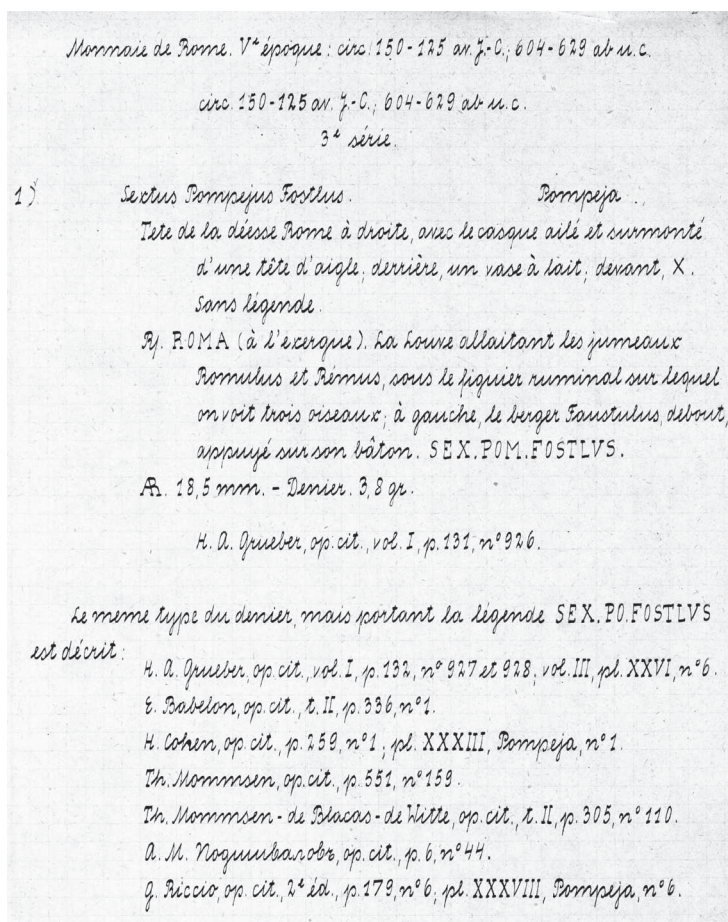 Monnaie de Rome. Vᵉ époque : circ. 150-125 av. J.-C.; 604-629 ab u.c.
circ. 150-125 av. J.-C.; 604-629 ab u.c.
3ᵉ série.
1) Sextus Pompejus Fostlus. Pompeja.
Tete de la déesse Rome à droite, avec le casque ailé et surmonté
d'une tête d'aigle; derrière, un vase à lait; devant, X.
Sans légende.
R/. ROMA (à l'exergue). La Louve allaitant les jumeaux
Romulus et Rémus, sous le figuier ruminal sur lequel
on voit trois oiseaux; à gauche, le berger Faustulus, debout,
appuyé sur son bâton. SEX.POM.FOSTLVS.
AR. 18,5 mm. - Denier. 3,8 gr.
H. A. Grueber, op. cit., vol. I, p. 131, n° 926.
Le meme type du denier, mais portant la légende SEX.PO.FOSTLVS
est décrit :
H. A. Grueber, op. cit., vol. I, p. 132, n° 927 et 928; vol. III, pl. XXVI, n° 6.
E. Babelon, op. cit., t. II, p. 336, n° 1.
H. Cohen, op. cit., p. 259, n° 1; pl. XXXIII, Pompeja, n° 1.
Th. Mommsen, op. cit., p. 551, n° 159.
Th. Mommsen - de Blacas - de Witte, op. cit., t. II, p. 305, n° 110.
А. М. Подшиваловъ, op. cit., p. 6, n° 44.
G. Riccio, op. cit., 2ᵉ éd., p. 179, n° 6; pl. XXXVIII, Pompeja, n° 6.